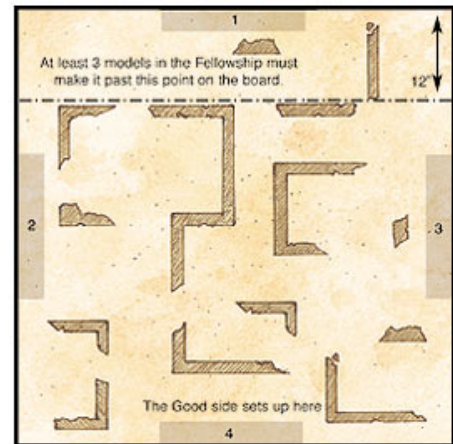 1
At least 3 models in the Fellowship must
make it past this point on the board.
12"
2
3
The Good side sets up here
4